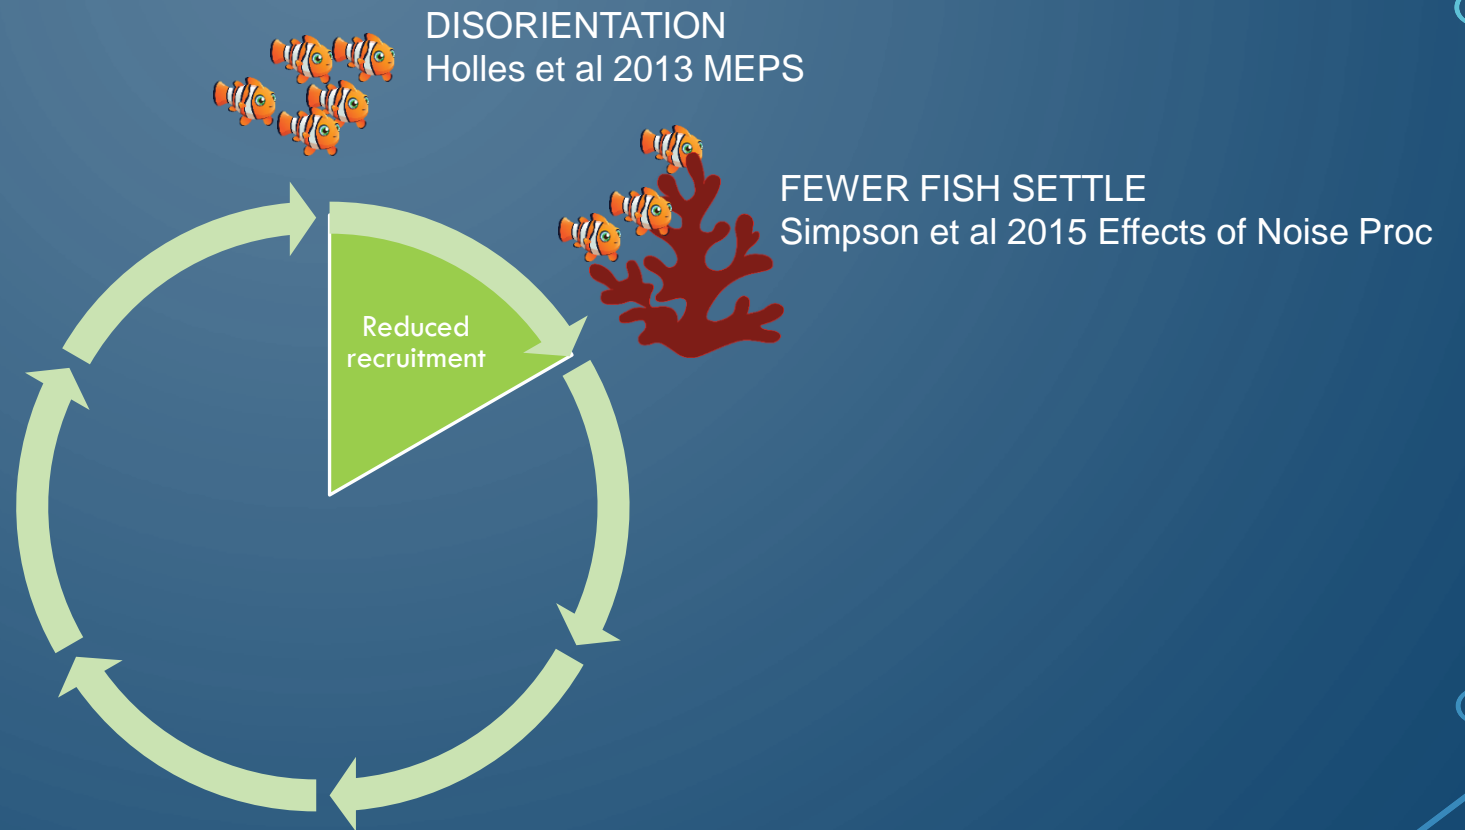 DISORIENTATION
Holles et al 2013 MEPS
FEWER FISH SETTLE
Simpson et al 2015 Effects of Noise Proc
Reduced
recruitment